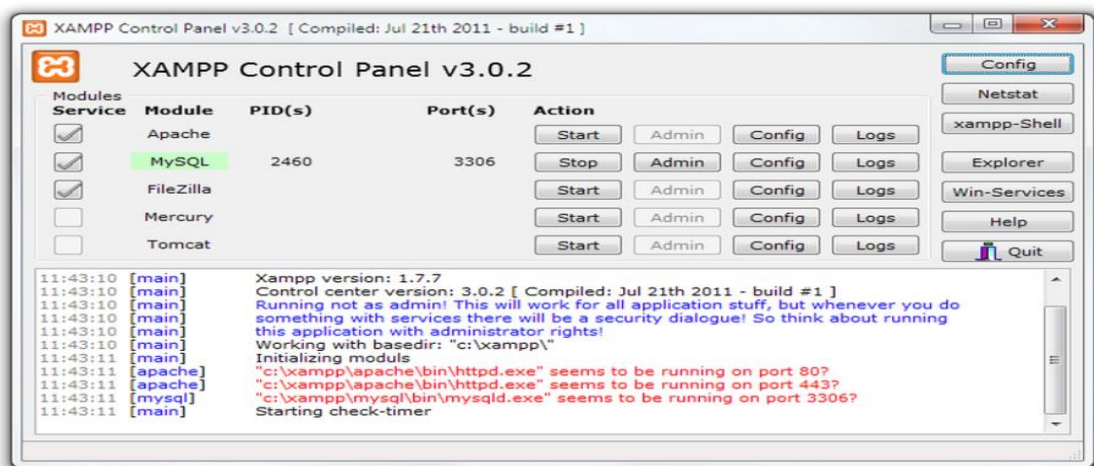 XAMPP Control Panel v3.0.2 [ Compiled: Jul 21th 2011 - build #1 ]
XAMPP Control Panel v3.0.2
Config
Modules
Netstat
Service Module PID(s) Port(s) Action
xampp-Shell
Apache Start Admin Config Logs
MySQL 2460 3306 Stop Admin Config Logs
Explorer
FileZilla Start Admin Config Logs
Win-Services
Mercury Start Admin Config Logs
Help
Tomcat Start Admin Config Logs
Quit
11:43:10 [main] Xampp version: 1.7.7
11:43:10 [main] Control center version: 3.0.2 [ Compiled: Jul 21th 2011 - build #1 ]
11:43:10 [main] Running not as admin! This will work for all application stuff, but whenever you do
11:43:10 [main] something with services there will be a security dialogue! So think about running
11:43:10 [main] this application with administrator rights!
11:43:10 [main] Working with basedir: "c:\xampp\"
11:43:11 [main] Initializing moduls
11:43:11 [apache] "c:\xampp\apache\bin\httpd.exe" seems to be running on port 80?
11:43:11 [apache] "c:\xampp\apache\bin\httpd.exe" seems to be running on port 443?
11:43:11 [mysql] "c:\xampp\mysql\bin\mysqld.exe" seems to be running on port 3306?
11:43:11 [main] Starting check-timer